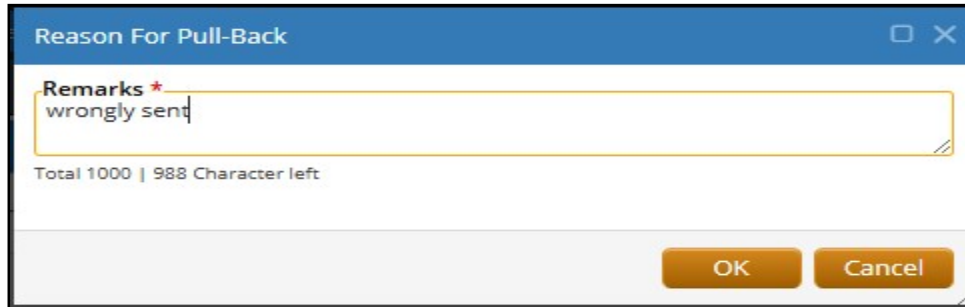 Reason For Pull-Back
Remarks *
wrongly sent
Total 1000 | 988 Character left
OK Cancel